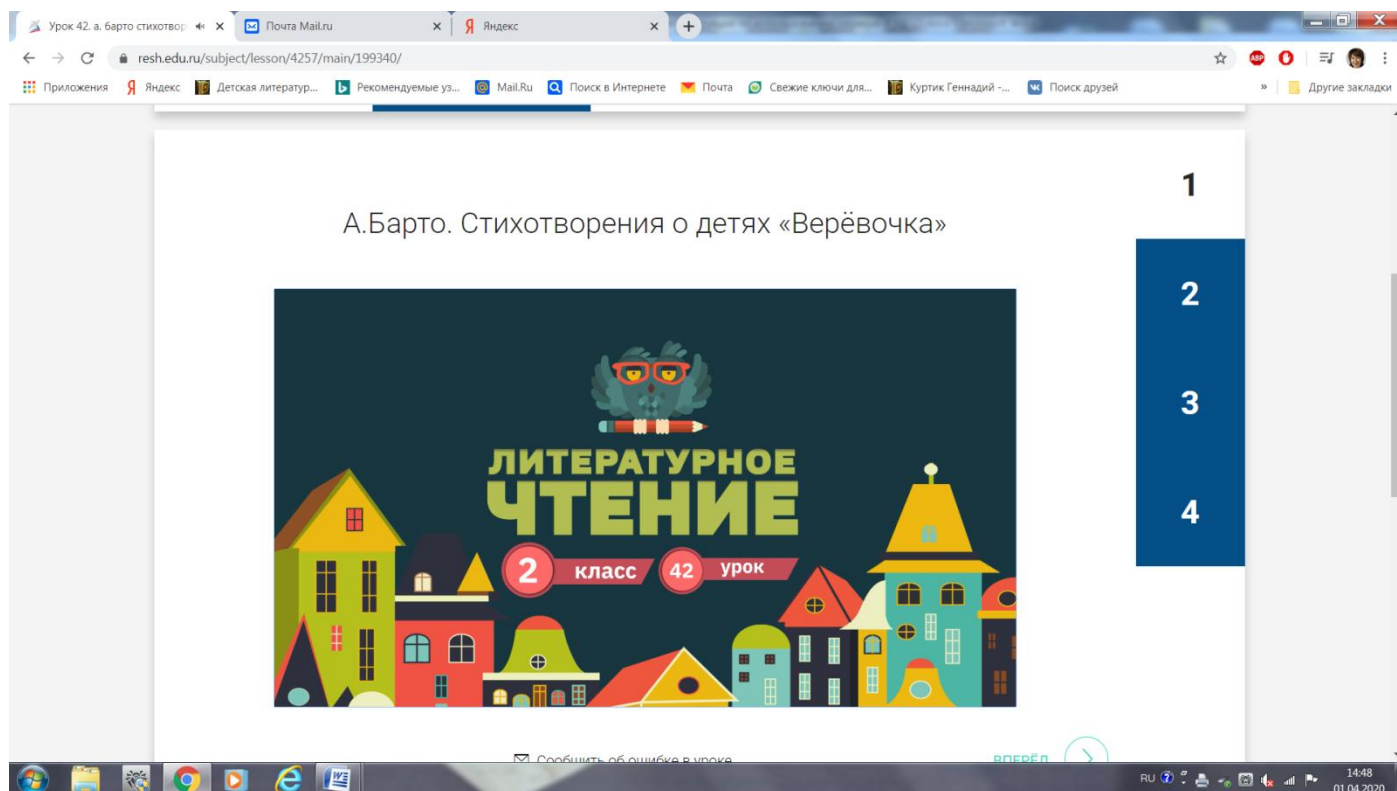 Урок 42. а. барто стихотвор
Почта Mail.ru
Яндекс
resh.edu.ru/subject/lesson/4257/main/199340/
ABP
Приложения
Яндекс
Детская литератур...
Рекомендуемые уз...
Mail.Ru
Поиск в Интернете
Почта
Свежие ключи для...
Куртик Геннадий -...
Поиск друзей
»
Другие закладки
А.Барто. Стихотворения о детях «Верёвочка»
1
2
3
4
ЛИТЕРАТУРНОЕ
ЧТЕНИЕ
2 класс 42 урок
Сообщить об ошибке в уроке
ВПЕРЁД
RU
14:48
01.04.2020